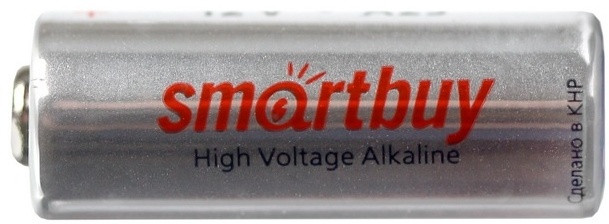 smartbuy
High Voltage Alkaline
Сделано в КНР